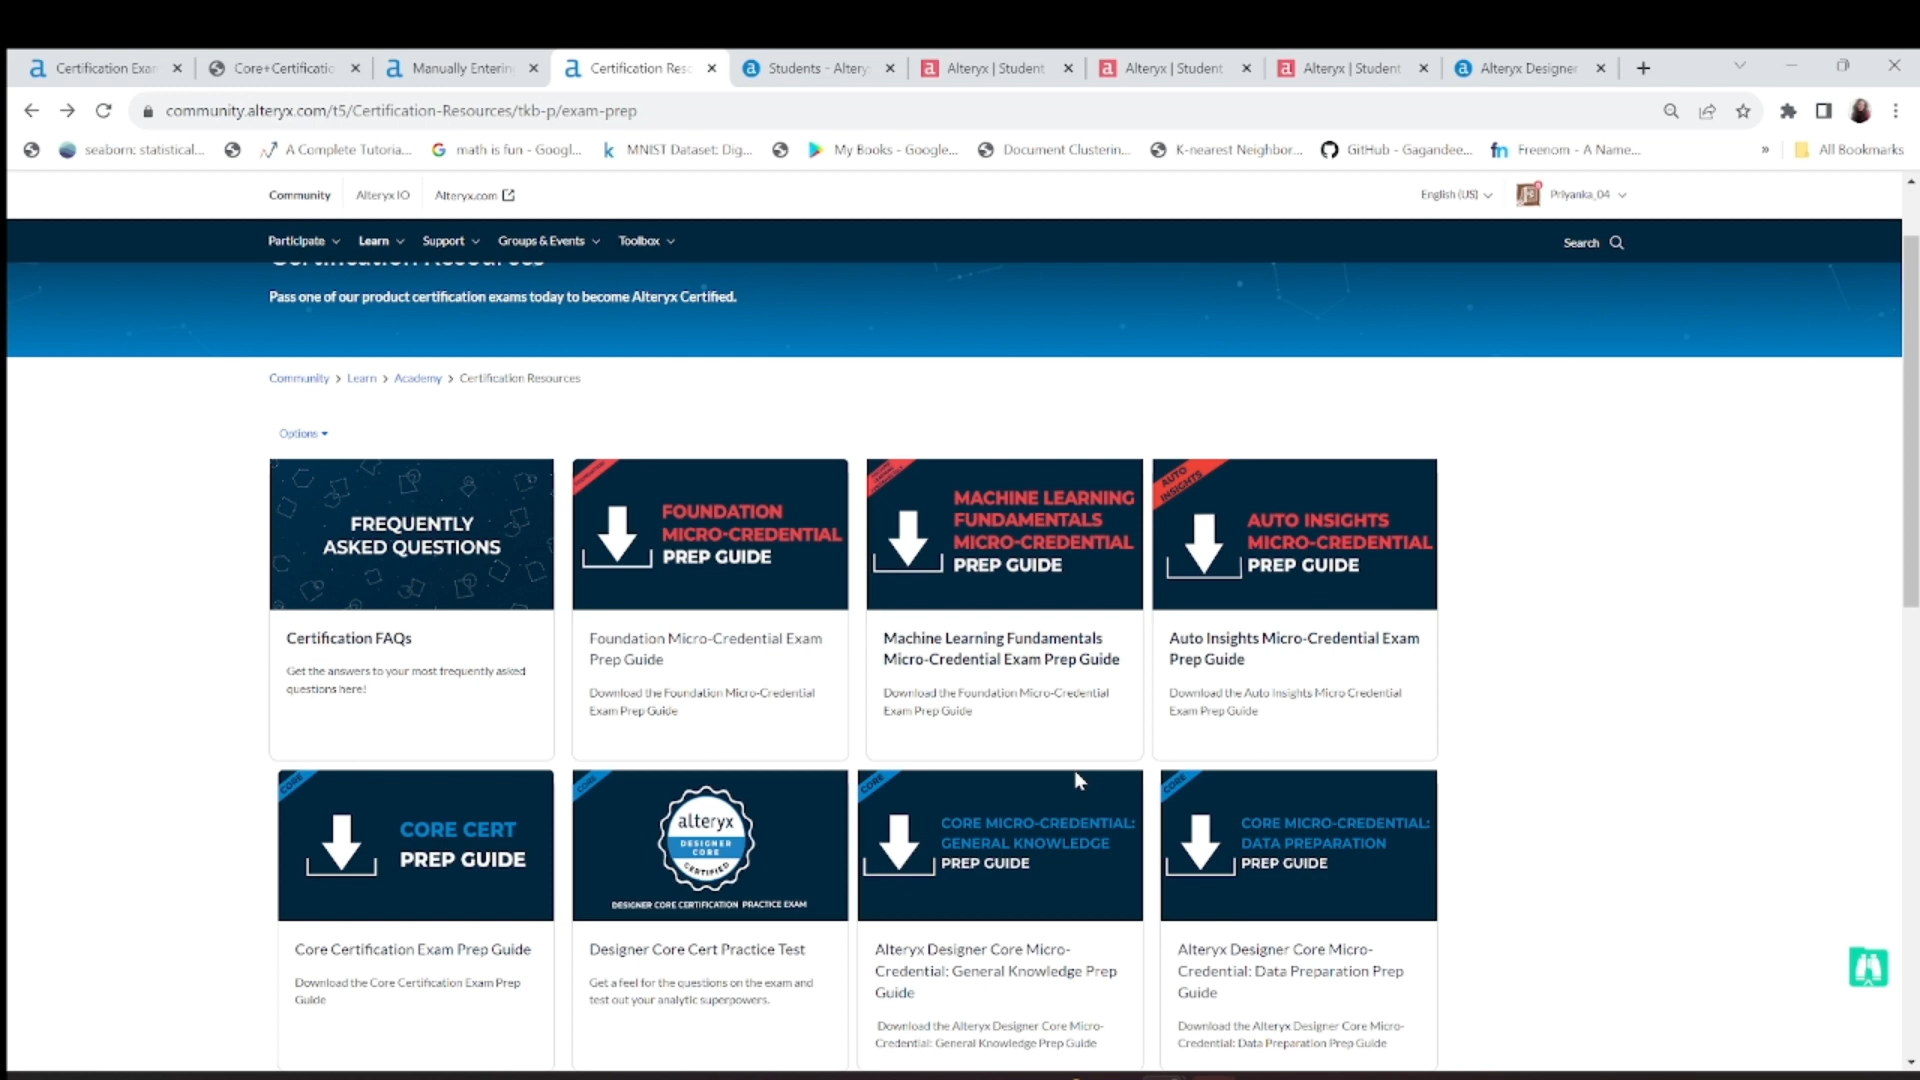 Certification Exar
Core+Certificatic
Manually Enterin
Certification Reso
Students - Altery
Alteryx | Student
Alteryx | Student
Alteryx | Student
Alteryx Designer
community.alteryx.com/t5/Certification-Resources/tkb-p/exam-prep
seaborn: statistical...
A Complete Tutoria...
math is fun - Googl...
MNIST Dataset: Dig...
My Books - Google...
Document Clusterin...
K-nearest Neighbor...
GitHub - Gagandee...
Freenom - A Name...
»
All Bookmarks
Community
Alteryx IO
Alteryx.com
English (US)
Priyanka_04
Participate
Learn
Support
Groups & Events
Toolbox
Search
Certification Resources
Pass one of our product certification exams today to become Alteryx Certified.
Community > Learn > Academy > Certification Resources
Options
FREQUENTLY
ASKED QUESTIONS
Certification FAQs
Get the answers to your most frequently asked
questions here!
FOUNDATION
MICRO-CREDENTIAL
PREP GUIDE
Foundation Micro-Credential Exam
Prep Guide
Download the Foundation Micro-Credential
Exam Prep Guide
MACHINE LEARNING
FUNDAMENTALS
MICRO-CREDENTIAL
PREP GUIDE
Machine Learning Fundamentals
Micro-Credential Exam Prep Guide
Download the Foundation Micro-Credential
Exam Prep Guide
AUTO
INSIGHTS
AUTO INSIGHTS
MICRO-CREDENTIAL
PREP GUIDE
Auto Insights Micro-Credential Exam
Prep Guide
Download the Auto Insights Micro Credential
Exam Prep Guide
CORE
CORE CERT
PREP GUIDE
Core Certification Exam Prep Guide
Download the Core Certification Exam Prep
Guide
CORE
alteryx
DESIGNER
CORE
CERTIFIED
DESIGNER CORE CERTIFICATION PRACTICE EXAM
Designer Core Cert Practice Test
Get a feel for the questions on the exam and
test out your analytic superpowers.
CORE
CORE MICRO-CREDENTIAL:
GENERAL KNOWLEDGE
PREP GUIDE
Alteryx Designer Core Micro-
Credential: General Knowledge Prep
Guide
Download the Alteryx Designer Core Micro-
Credential: General Knowledge Prep Guide
CORE
CORE MICRO-CREDENTIAL:
DATA PREPARATION
PREP GUIDE
Alteryx Designer Core Micro-
Credential: Data Preparation Prep
Guide
Download the Alteryx Designer Core Micro-
Credential: Data Preparation Prep Guide